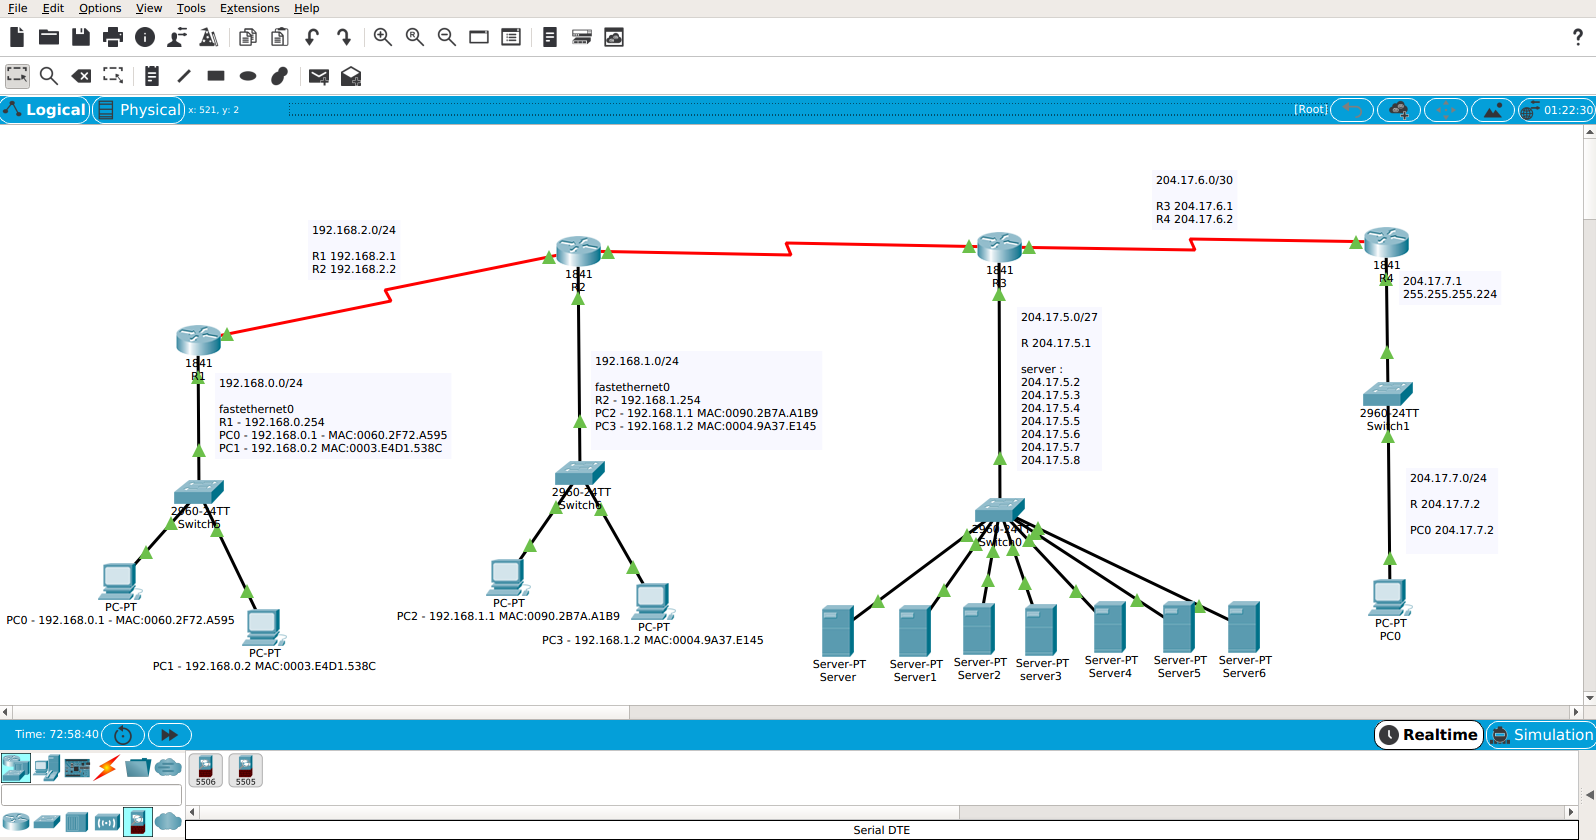 File Edit Options View Tools Extensions Help
?
Logical Physical x: 521, y: 2 [Root] 01:22:30
204.17.6.0/30
R3 204.17.6.1
R4 204.17.6.2
192.168.2.0/24
R1 192.168.2.1
R2 192.168.2.2
1841
R2
1841
R3
1841
R4
204.17.7.1
255.255.255.224
1841
R1
192.168.0.0/24
fastethernet0
R1 - 192.168.0.254
PC0 - 192.168.0.1 - MAC:0060.2F72.A595
PC1 - 192.168.0.2 MAC:0003.E4D1.538C
192.168.1.0/24
fastethernet0
R2 - 192.168.1.254
PC2 - 192.168.1.1 MAC:0090.2B7A.A1B9
PC3 - 192.168.1.2 MAC:0004.9A37.E145
204.17.5.0/27
R 204.17.5.1
server :
204.17.5.2
204.17.5.3
204.17.5.4
204.17.5.5
204.17.5.6
204.17.5.7
204.17.5.8
2960-24TT
Switch1
204.17.7.0/24
R 204.17.7.2
PC0 204.17.7.2
2960-24TT
Switch5
2960-24TT
Switch6
2960-24TT
Switch0
PC-PT
PC0 - 192.168.0.1 - MAC:0060.2F72.A595
PC-PT
PC1 - 192.168.0.2 MAC:0003.E4D1.538C
PC-PT
PC2 - 192.168.1.1 MAC:0090.2B7A.A1B9
PC-PT
PC3 - 192.168.1.2 MAC:0004.9A37.E145
Server-PT
Server
Server-PT
Server1
Server-PT
Server2
Server-PT
server3
Server-PT
Server4
Server-PT
Server5
Server-PT
Server6
PC-PT
PC0
Time: 72:58:40 Realtime Simulation
5506 5505
Serial DTE